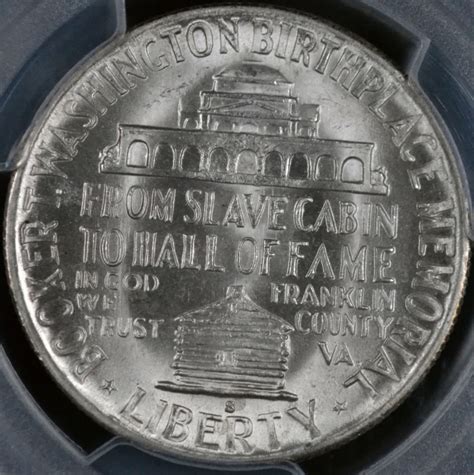 BOOKER T. WASHINGTON BIRTHPLACE MEMORIAL
FROM SLAVE CABIN
TO HALL OF FAME
IN GOD
WE
TRUST
FRANKLIN
COUNTY
VA.
S
★ LIBERTY ★